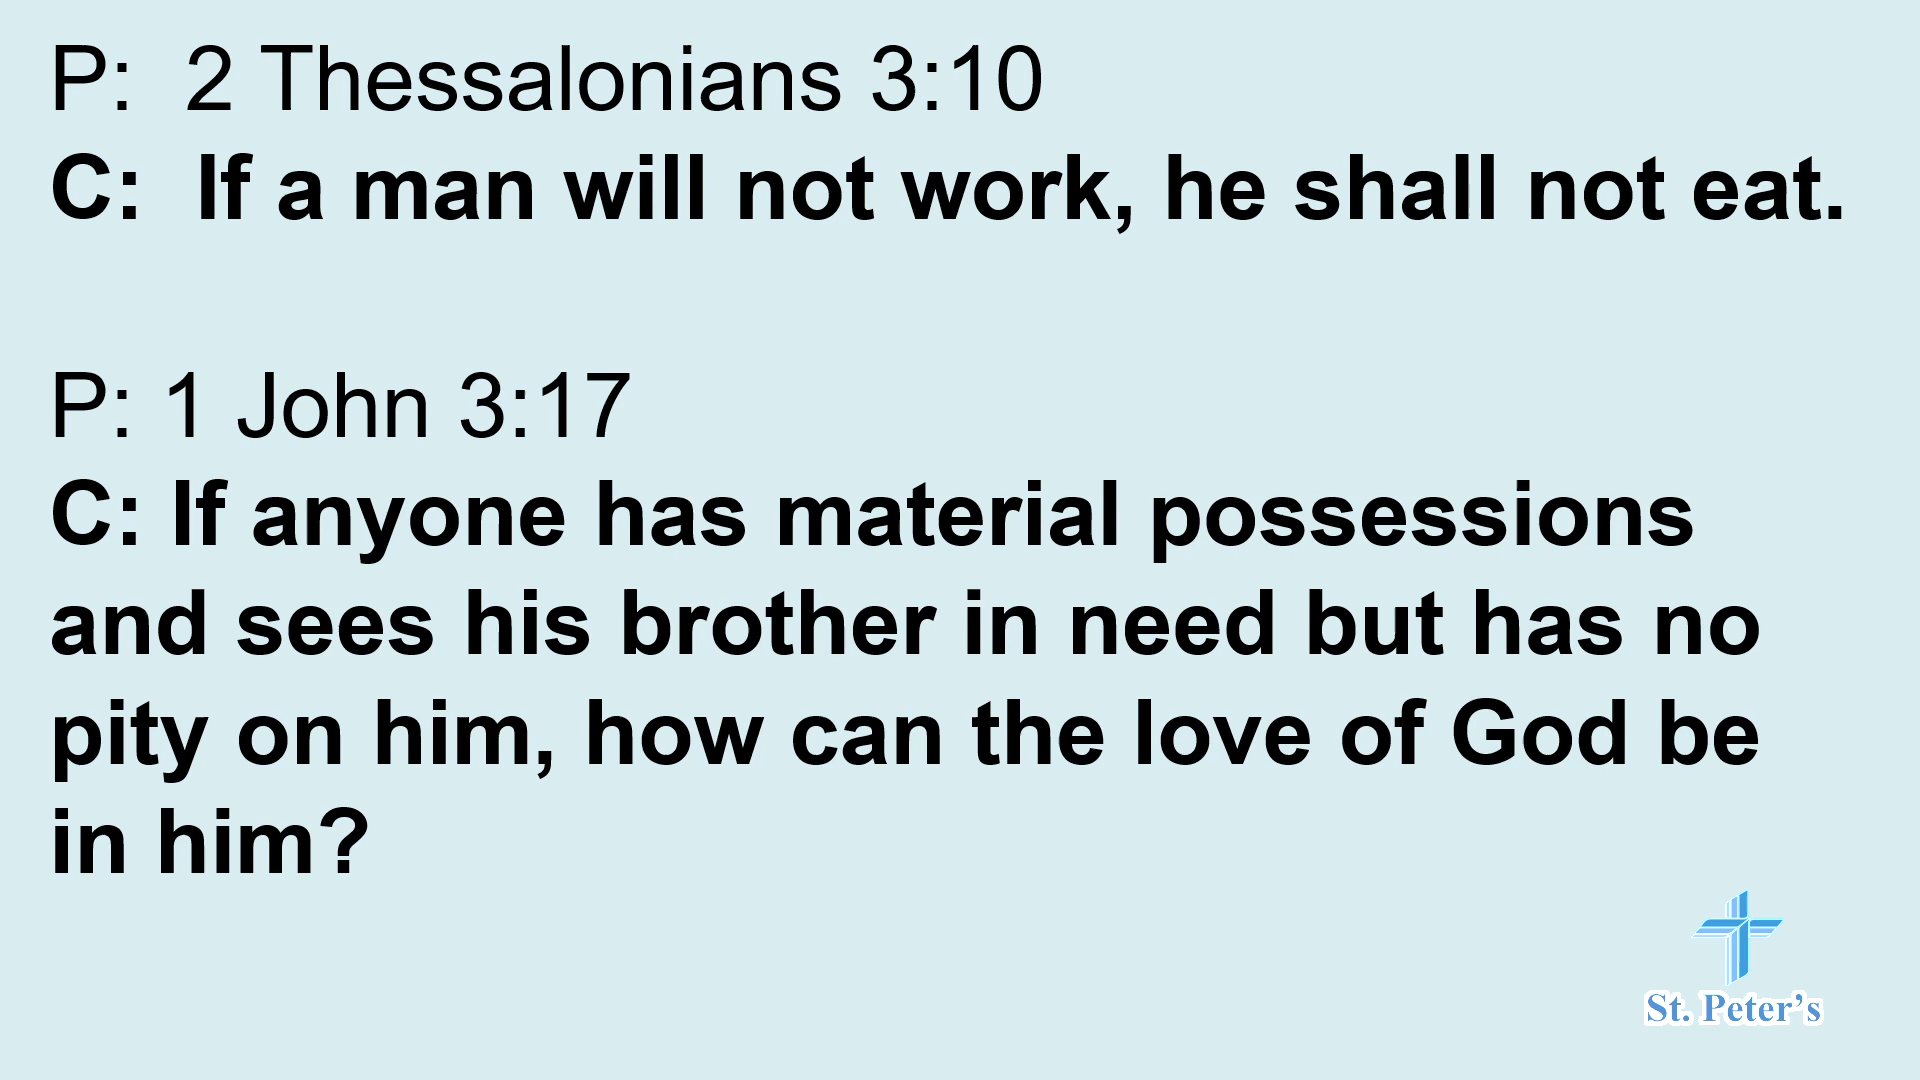 P:  2 Thessalonians 3:10
C:  If a man will not work, he shall not eat.
P: 1 John 3:17
C: If anyone has material possessions
and sees his brother in need but has no
pity on him, how can the love of God be
in him?
St. Peter’s